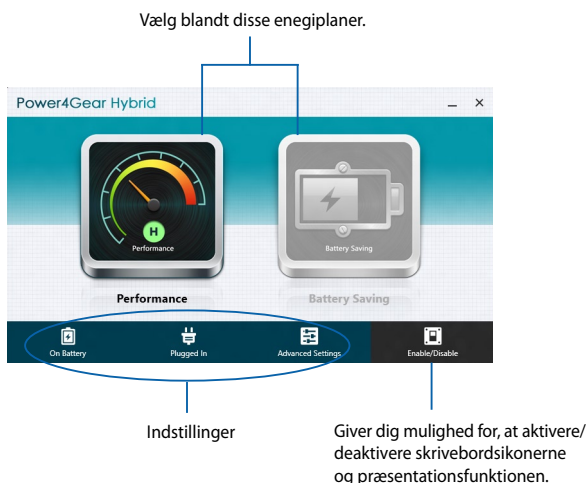 Vælg blandt disse enegiplaner.
Power4Gear Hybrid
H
Performance
Battery Saving
Performance
Battery Saving
On Battery
Plugged In
Advanced Settings
Enable/Disable
Indstillinger
Giver dig mulighed for, at aktivere/
deaktivere skrivebordsikonerne
og præsentationsfunktionen.